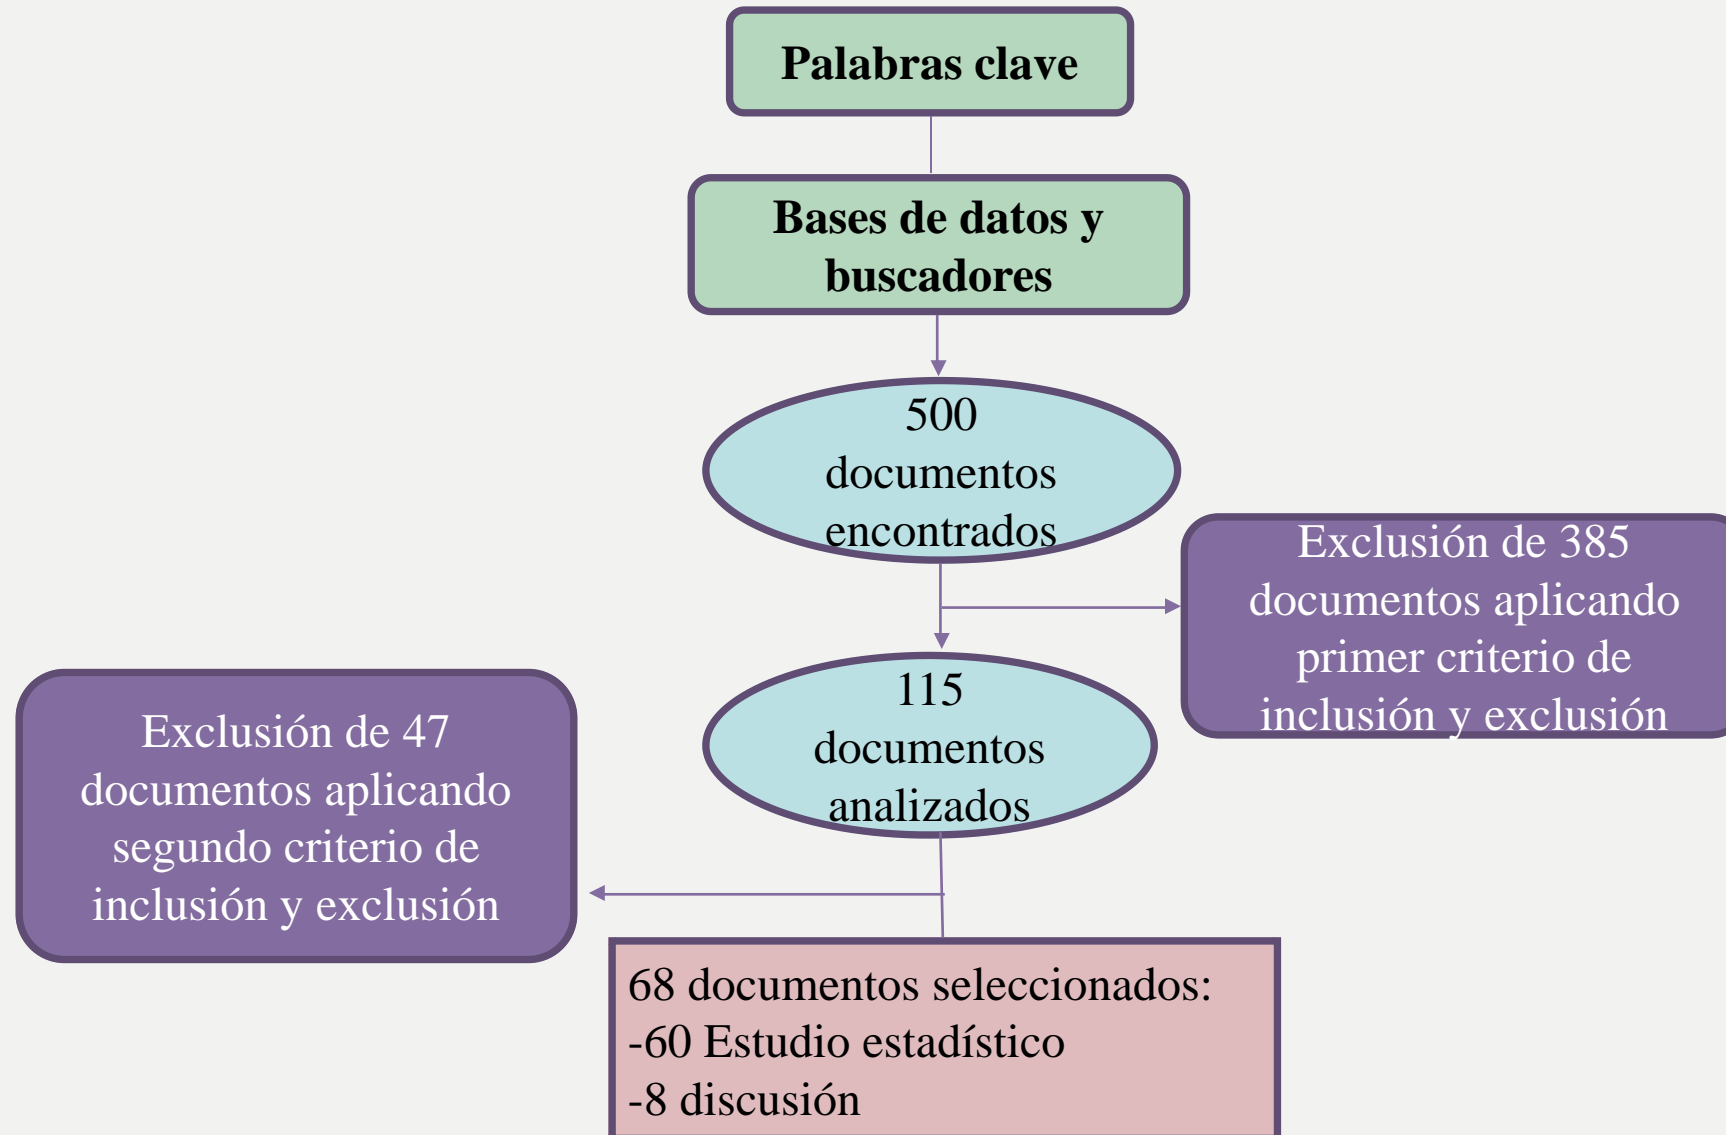 Palabras clave
Bases de datos y
buscadores
500
documentos
encontrados
Exclusión de 385
documentos aplicando
primer criterio de
inclusión y exclusión
115
documentos
analizados
Exclusión de 47
documentos aplicando
segundo criterio de
inclusión y exclusión
68 documentos seleccionados:
-60 Estudio estadístico
-8 discusión